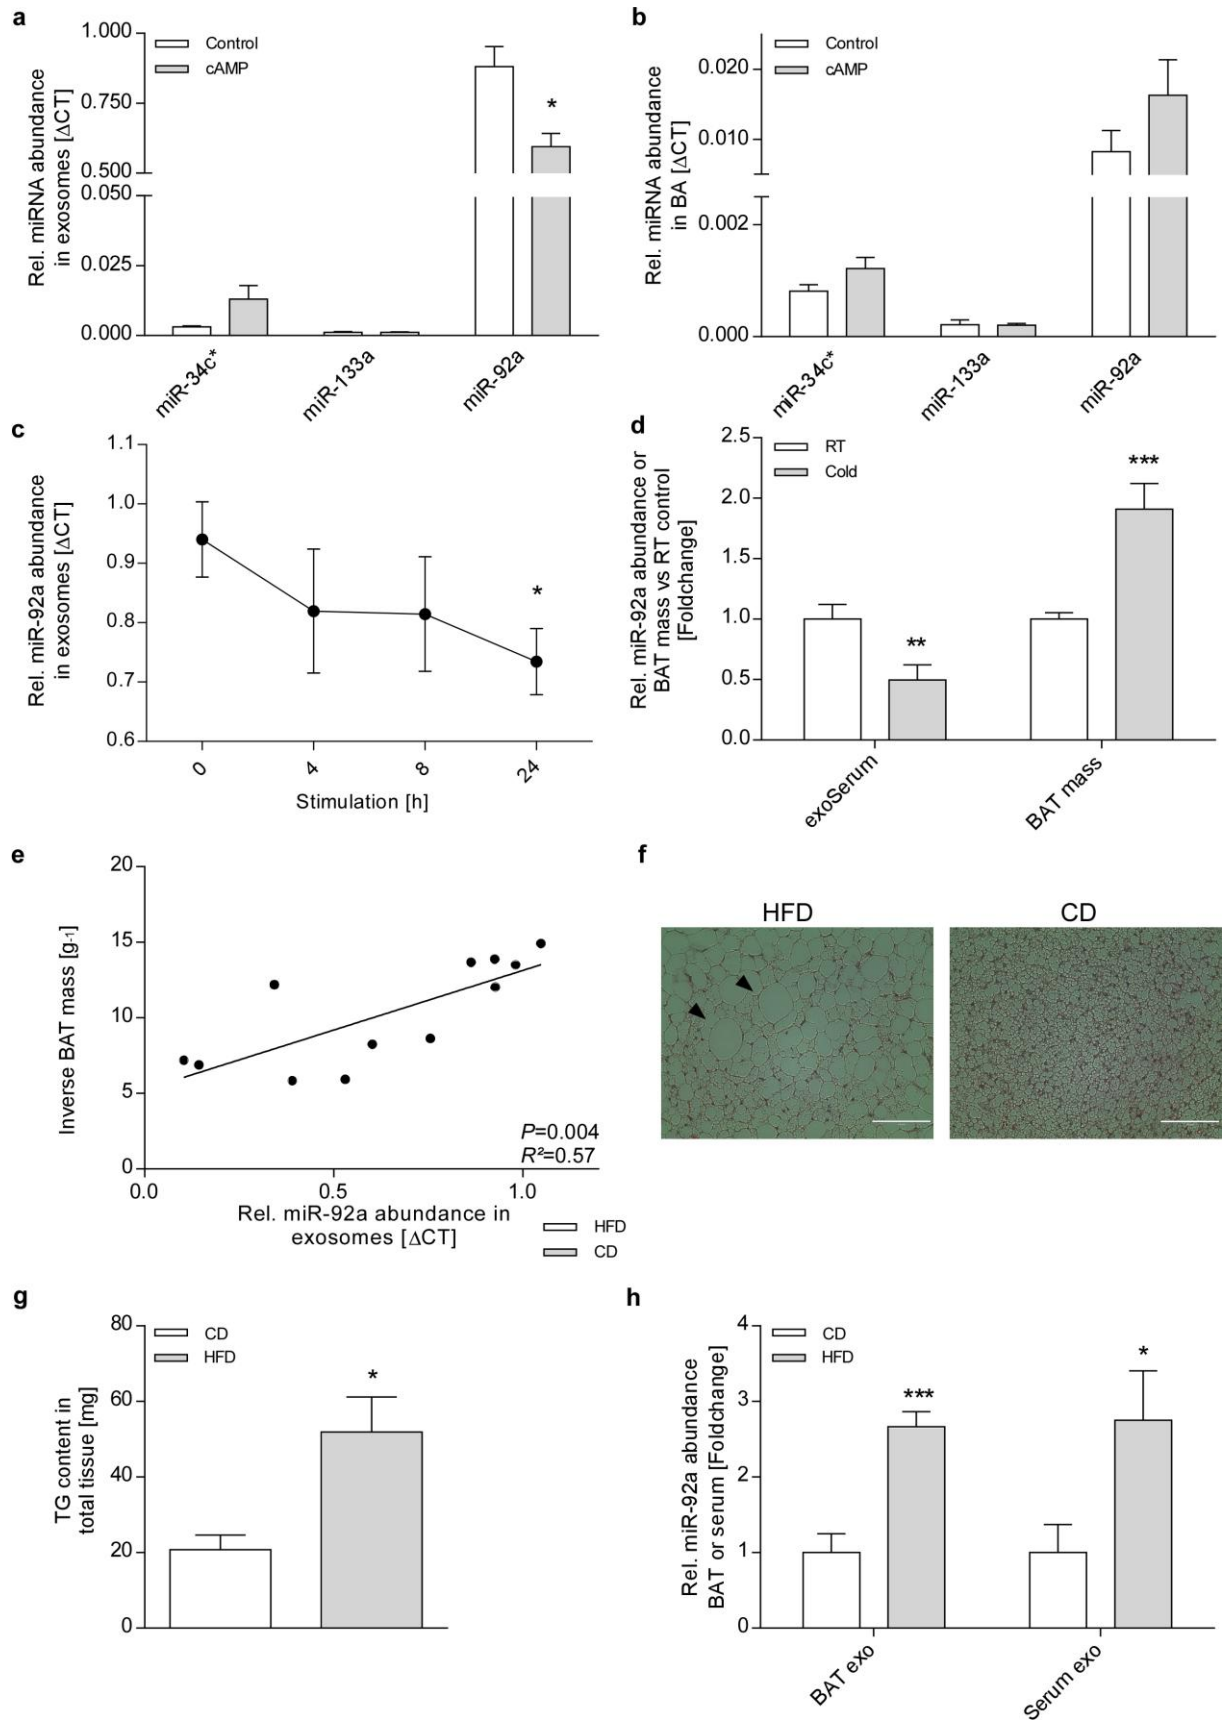 a
Rel. miRNA abundance
in exosomes [ΔCT]
1.000
0.750
0.500
0.050
0.025
0.000
Control
cAMP
*
miR-34c*
miR-133a
miR-92a
b
Rel. miRNA abundance
in BA [ΔCT]
0.020
0.010
0.002
0.000
Control
cAMP
miR-34c*
miR-133a
miR-92a
c
Rel. miR-92a abundance
in exosomes [ΔCT]
1.1
1.0
0.9
0.8
0.7
0.6
*
0
4
8
24
Stimulation [h]
d
Rel. miR-92a abundance or
BAT mass vs RT control
[Foldchange]
2.5
2.0
1.5
1.0
0.5
0.0
RT
Cold
**
***
exoSerum
BAT mass
e
Inverse BAT mass [g-1]
20
15
10
5
0
P=0.004
R²=0.57
0.0
0.5
1.0
Rel. miR-92a abundance in
exosomes [ΔCT]
HFD
CD
f
HFD
CD
g
TG content in
total tissue [mg]
80
60
40
20
0
CD
HFD
*
h
Rel. miR-92a abundance
BAT or serum [Foldchange]
4
3
2
1
0
CD
HFD
***
*
BAT exo
Serum exo